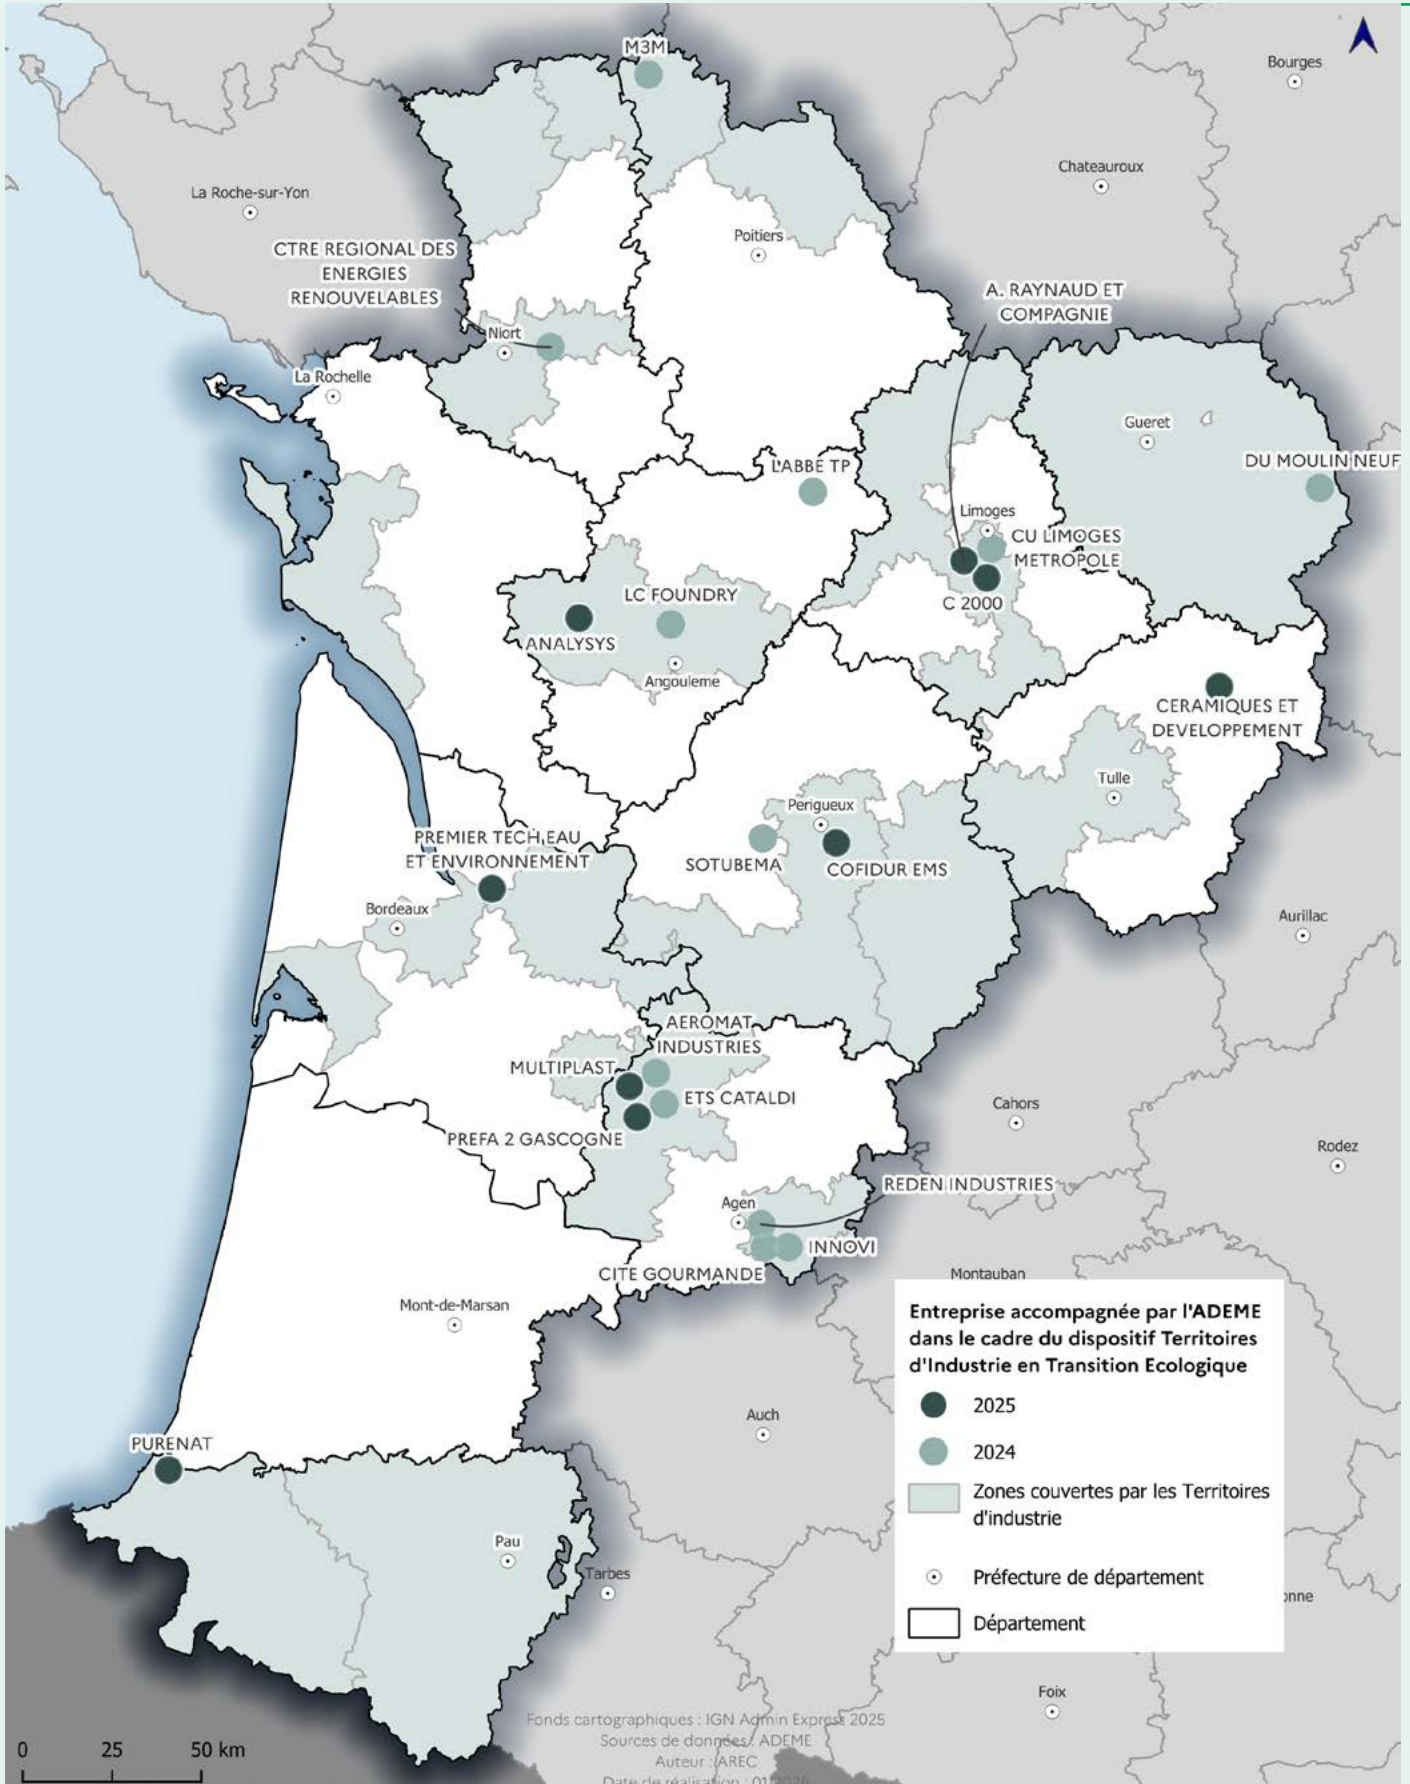 M3M
Bourges
Chateauroux
La Roche-sur-Yon
Poitiers
CTRE REGIONAL DES
ENERGIES
RENOUVELABLES
A. RAYNAUD ET
COMPAGNIE
Niort
La Rochelle
Gueret
L'ABBE TP
DU MOULIN NEUF
Limoges
CU LIMOGES
METROPOLE
LC FOUNDRY
C 2000
ANALYSYS
Angouleme
CERAMIQUES ET
DEVELOPPEMENT
Tulle
Perigueux
PREMIER TECH EAU
ET ENVIRONNEMENT
SOTUBEMA
COFIDUR EMS
Bordeaux
Aurillac
AEROMAT
INDUSTRIES
MULTIPLAST
ETS CATALDI
Cahors
PREFA 2 GASCOGNE
Rodez
REDEN INDUSTRIES
Agen
INNOVI
CITE GOURMANDE
Montauban
Mont-de-Marsan
Entreprise accompagnée par l'ADEME
dans le cadre du dispositif Territoires
d'Industrie en Transition Ecologique
2025
2024
Zones couvertes par les Territoires
d'industrie
Préfecture de département
Département
Auch
PURENAT
Pau
Tarbes
onne
Foix
Fonds cartographiques : IGN Admin Express 2025
Sources de données : ADEME
Auteur : AREC
Date de réalisation : 01/2026
0 25 50 km